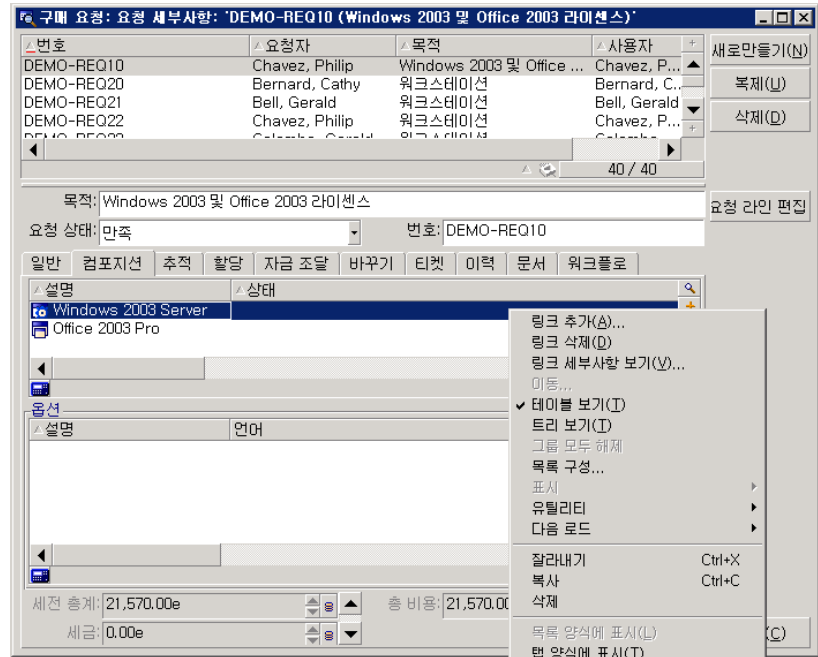 구매 요청: 요청 세부사항: 'DEMO-REQ10 (Windows 2003 및 Office 2003 라이센스)'
번호 요청자 목적 사용자
DEMO-REQ10 Chavez, Philip Windows 2003 및 Office ... Chavez, P...
DEMO-REQ20 Bernard, Cathy 워크스테이션 Bernard, C...
DEMO-REQ21 Bell, Gerald 워크스테이션 Bell, Gerald
DEMO-REQ22 Chavez, Philip 워크스테이션 Chavez, P...
40 / 40
새로만들기(N)
복제(U)
삭제(D)
목적: Windows 2003 및 Office 2003 라이센스
요청 라인 편집
요청 상태: 만족 번호: DEMO-REQ10
일반 컴포지션 추적 할당 자금 조달 바꾸기 티켓 이력 문서 워크플로
설명 상태
Windows 2003 Server
Office 2003 Pro
옵션
설명 언어
링크 추가(A)...
링크 삭제(D)
링크 세부사항 보기(V)...
이동...
테이블 보기(T)
트리 보기(T)
그룹 모두 해제
목록 구성...
표시
유틸리티
다음 로드
잘라내기 Ctrl+X
복사 Ctrl+C
삭제
목록 양식에 표시(L)
탭 양식에 표시(T)
세전 총계: 21,570.00e 총 비용: 21,570.00
세금: 0.00e
(C)